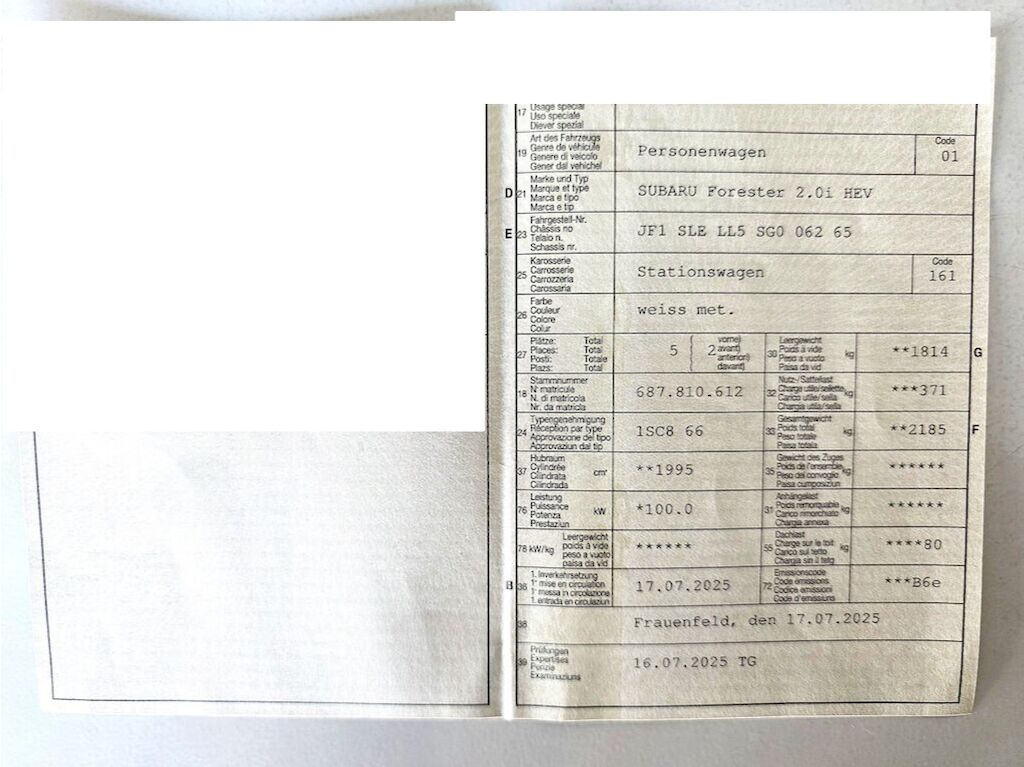 17 Usage spécial
Uso speciale
Diever spezial
19 Art des Fahrzeugs
Genre de véhicule
Genere di veicolo
Gener dal vehichel
Personenwagen
Code
01
D 21 Marke und Typ
Marque et type
Marca e tipo
Marca e tip
SUBARU Forester 2.0i HEV
E 23 Fahrgestell-Nr.
Châssis no
Telaio n.
Schassis nr.
JF1 SLE LL5 SG0 062 65
25 Karosserie
Carrosserie
Carrozzeria
Carossaria
Stationswagen
Code
161
26 Farbe
Couleur
Colore
Colur
weiss met.
27 Plätze: Total
Places: Total
Posti: Totale
Plazs: Total
5 ( 2 vorne)
avant)
anteriori)
davant)
30 Leergewicht
Poids à vide
Peso a vuoto
Paisa da vid
kg
**1814 G
18 Stammnummer
N° matricule
N. di matricola
Nr. da matricla
687.810.612
32 Nutz-/Sattellast
Charge utile/sellette
Carico utile/sella
Chargia utila/sella
kg
***371
24 Typengenehmigung
Réception par type
Approvazione del tipo
Approvaziun dal tip
1SC8 66
33 Gesamtgewicht
Poids total
Peso totale
Paisa totala
kg
**2185 F
37 Hubraum
Cylindrée
Cilindrata
Cilindrada
cm³
**1995
35 Gewicht des Zuges
Poids de l'ensemble
Peso del convoglio
Paisa cumposiziun
kg
******
76 Leistung
Puissance
Potenza
Prestaziun
kW
*100.0
31 Anhängelast
Poids remorquable
Carico rimorchiato
Chargia annexa
kg
******
78 kW/kg Leergewicht
poids à vide
peso a vuoto
paisa da vid
******
55 Dachlast
Charge sur le toit
Carico sul tetto
Chargia sin il tetg
kg
****80
B 36 1. Inverkehrsetzung
1re mise en circulation
1a messa in circolazione
1. entrada en circulaziun
17.07.2025
72 Emissionscode
Code émissions
Codice emissioni
Code d'emissiuns
***B6e
38 Frauenfeld, den 17.07.2025
39 Prüfungen
Expertises
Perizie
Examinaziuns
16.07.2025 TG